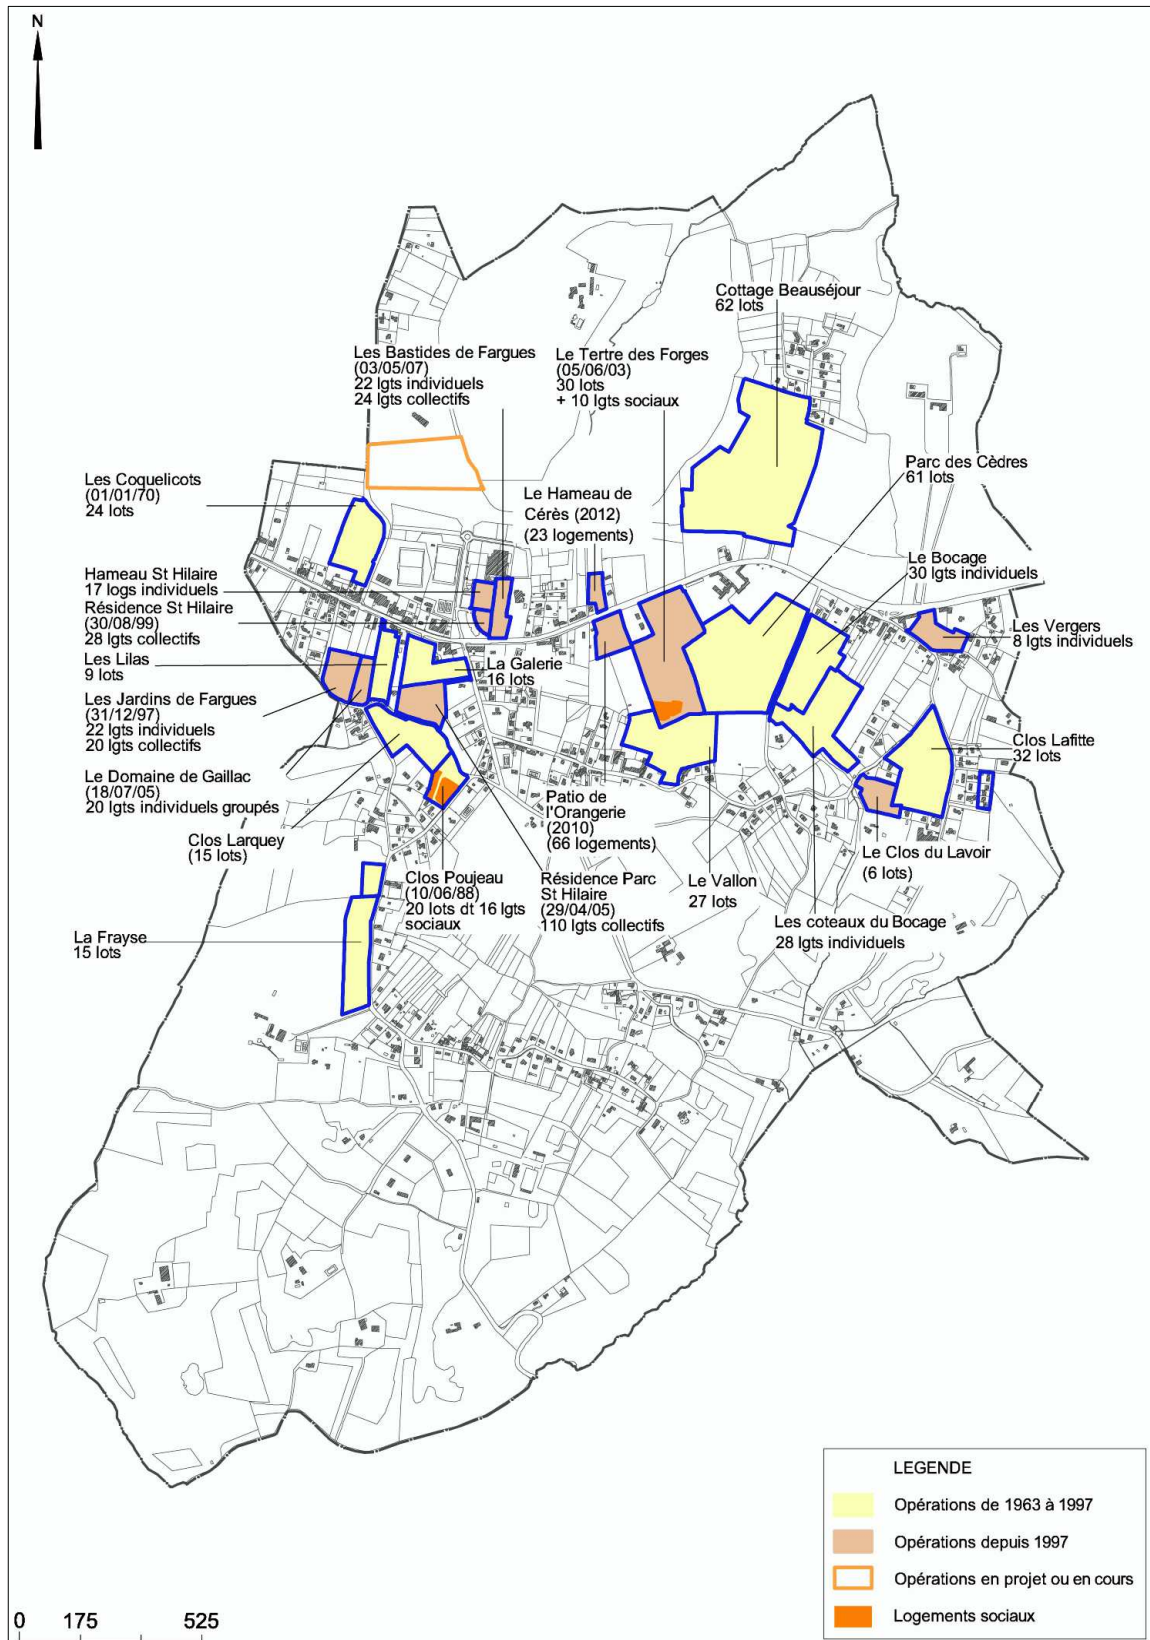 N
Cottage Beauséjour
62 lots
Les Bastides de Fargues
(03/05/07)
22 lgts individuels
24 lgts collectifs
Le Tertre des Forges
(05/06/03)
30 lots
+ 10 lgts sociaux
Parc des Cèdres
61 lots
Les Coquelicots
(01/01/70)
24 lots
Le Hameau de
Cérès (2012)
(23 logements)
Le Bocage
30 lgts individuels
Hameau St Hilaire
17 logs individuels
Résidence St Hilaire
(30/08/99)
28 lgts collectifs
Les Vergers
8 lgts individuels
Les Lilas
9 lots
La Galerie
16 lots
Les Jardins de Fargues
(31/12/97)
22 lgts individuels
20 lgts collectifs
Clos Lafitte
32 lots
Le Domaine de Gaillac
(18/07/05)
20 lgts individuels groupés
Patio de
l'Orangerie
(2010)
(66 logements)
Clos Larquey
(15 lots)
Le Clos du Lavoir
(6 lots)
Clos Poujeau
(10/06/88)
20 lots dt 16 lgts
sociaux
Résidence Parc
St Hilaire
(29/04/05)
110 lgts collectifs
Le Vallon
27 lots
Les coteaux du Bocage
28 lgts individuels
La Frayse
15 lots
LEGENDE
Opérations de 1963 à 1997
Opérations depuis 1997
Opérations en projet ou en cours
Logements sociaux
0 175 525